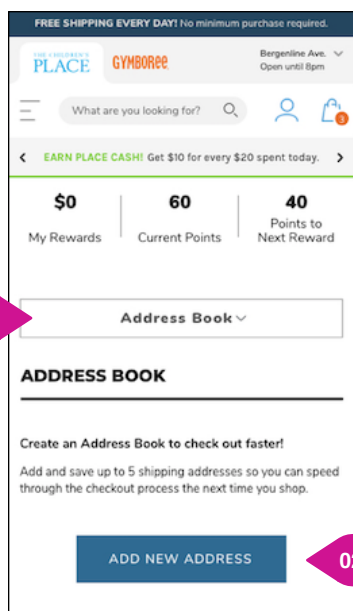 FREE SHIPPING EVERY DAY! No minimum purchase required.
THE CHILDREN'S
PLACE
GYMBOREE
Bergenline Ave.
Open until 8pm
What are you looking for?
3
EARN PLACE CASH! Get $10 for every $20 spent today.
$0 60 40
My Rewards Current Points Points to
Next Reward
Address Book
ADDRESS BOOK
Create an Address Book to check out faster!
Add and save up to 5 shipping addresses so you can speed
through the checkout process the next time you shop.
ADD NEW ADDRESS